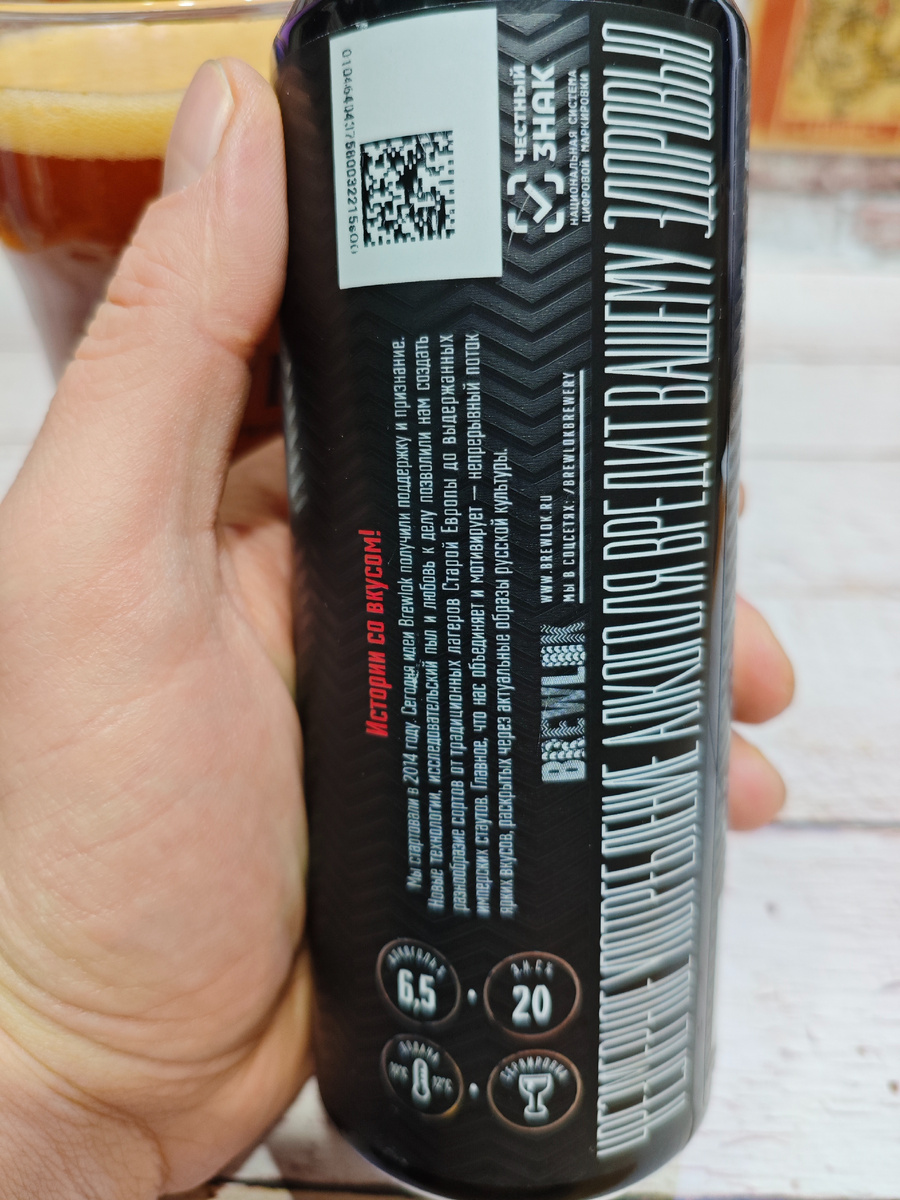 Истории со вкусом!
Мы стартовали в 2014 году. Сегодня идеи Brewlok получили поддержку и признание.
Новые технологии, исследовательский пыл и любовь к делу позволили нам создать
разнообразие сортов от традиционных лагеров Старой Европы до выдержанных
имперских стаутов. Главное, что нас объединяет и мотивирует – непрерывный поток
ярких вкусов, раскрытых через актуальные образы русской культуры.
BREWLOK
WWW.BREWLOK.RU
МЫ В СОЦСЕТЯХ: /BREWLOKBREWERY
ЧЕСТНЫЙ
ЗНАК
НАЦИОНАЛЬНАЯ СИСТЕМА
ЦИФРОВОЙ МАРКИРОВКИ
6,5
Э.Н.С.%
20
ПОДАЧА
12°C
СЕРВИРОВКА
ЧРЕЗМЕРНОЕ УПОТРЕБЛЕНИЕ АЛКОГОЛЯ ВРЕДИТ ВАШЕМУ ЗДОРОВЬЮ